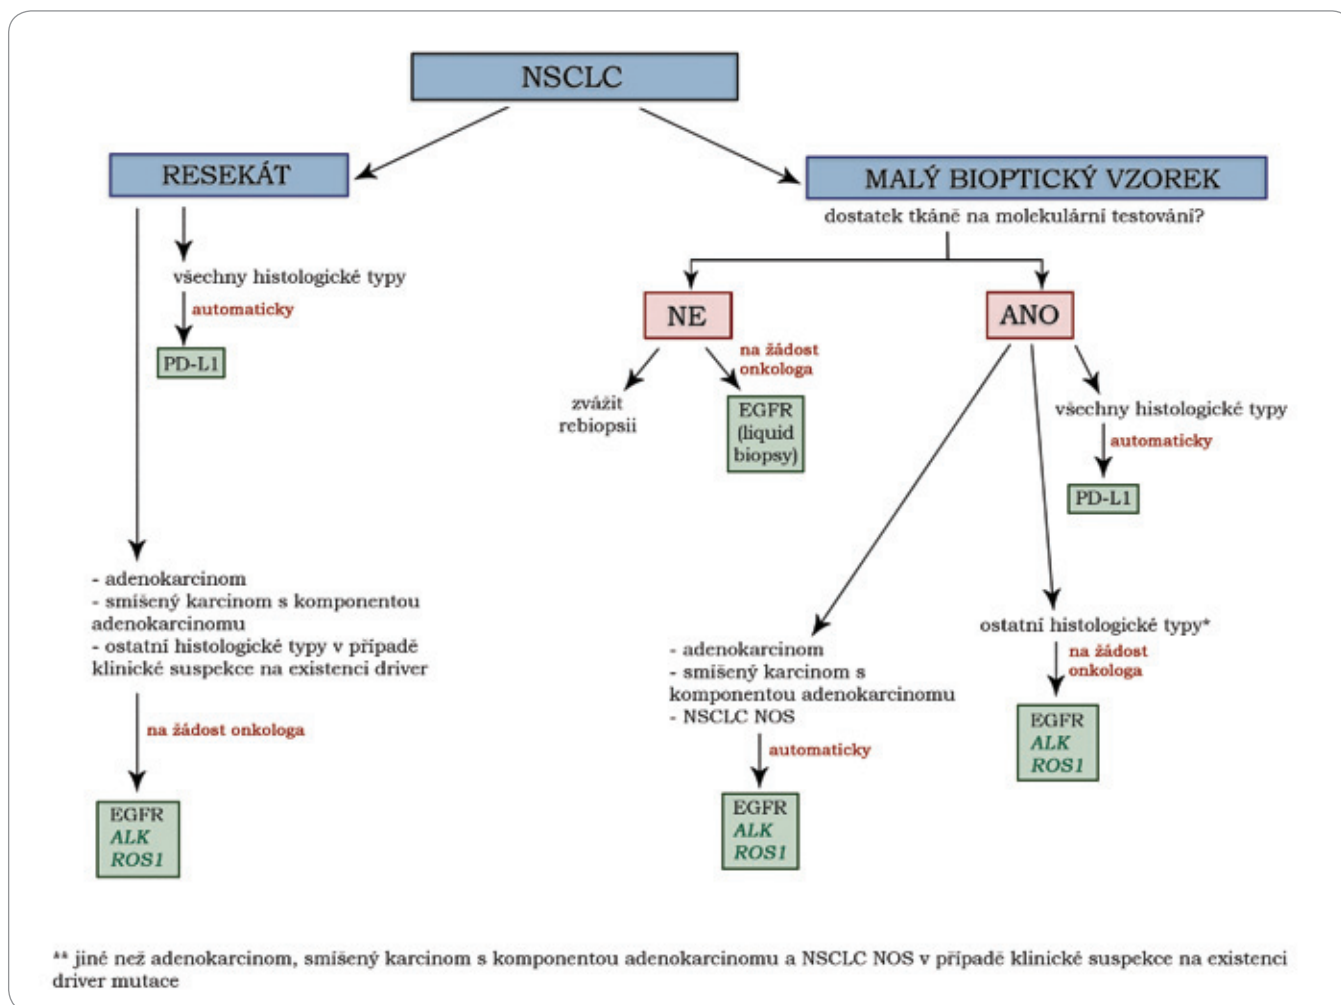 NSCLC
RESEKÁT
všechny histologické typy
automaticky
PD-L1
- adenokarcinom
- smíšený karcinom s komponentou
adenokarcinomu
- ostatní histologické typy v případě
klinické suspekce na existenci driver
na žádost onkologa
EGFR
ALK
ROS1
MALÝ BIOPTICKÝ VZOREK
dostatek tkáně na molekulární testování?
NE
zvážit
rebiopsii
na žádost
onkologa
EGFR
(liquid
biopsy)
ANO
- adenokarcinom
- smíšený karcinom s
komponentou adenokarcinomu
- NSCLC NOS
automaticky
EGFR
ALK
ROS1
ostatní histologické typy*
na žádost
onkologa
EGFR
ALK
ROS1
všechny histologické typy
automaticky
PD-L1
** jiné než adenokarcinom, smíšený karcinom s komponentou adenokarcinomu a NSCLC NOS v případě klinické suspekce na existenci
driver mutace